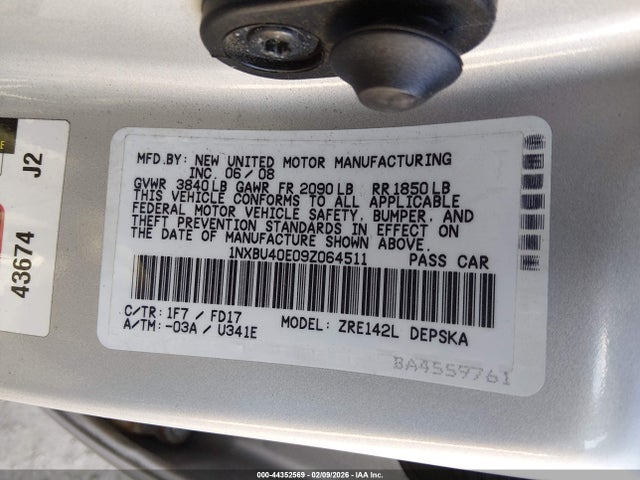 MFD.BY: NEW UNITED MOTOR MANUFACTURING
INC. 06/08
GVWR 3840LB GAWR FR 2090LB RR1850LB
THIS VEHICLE CONFORMS TO ALL APPLICABLE
FEDERAL MOTOR VEHICLE SAFETY, BUMPER, AND
THEFT PREVENTION STANDARDS IN EFFECT ON
THE DATE OF MANUFACTURE SHOWN ABOVE.
1NXBU40E09Z064511 PASS CAR
C/TR: 1F7 / FD17
A/TM: -03A / U341E
MODEL: ZRE142L DEPSKA
BA4559761
J2
43674
000-44352569 - 02/09/2026 - IAA Inc.